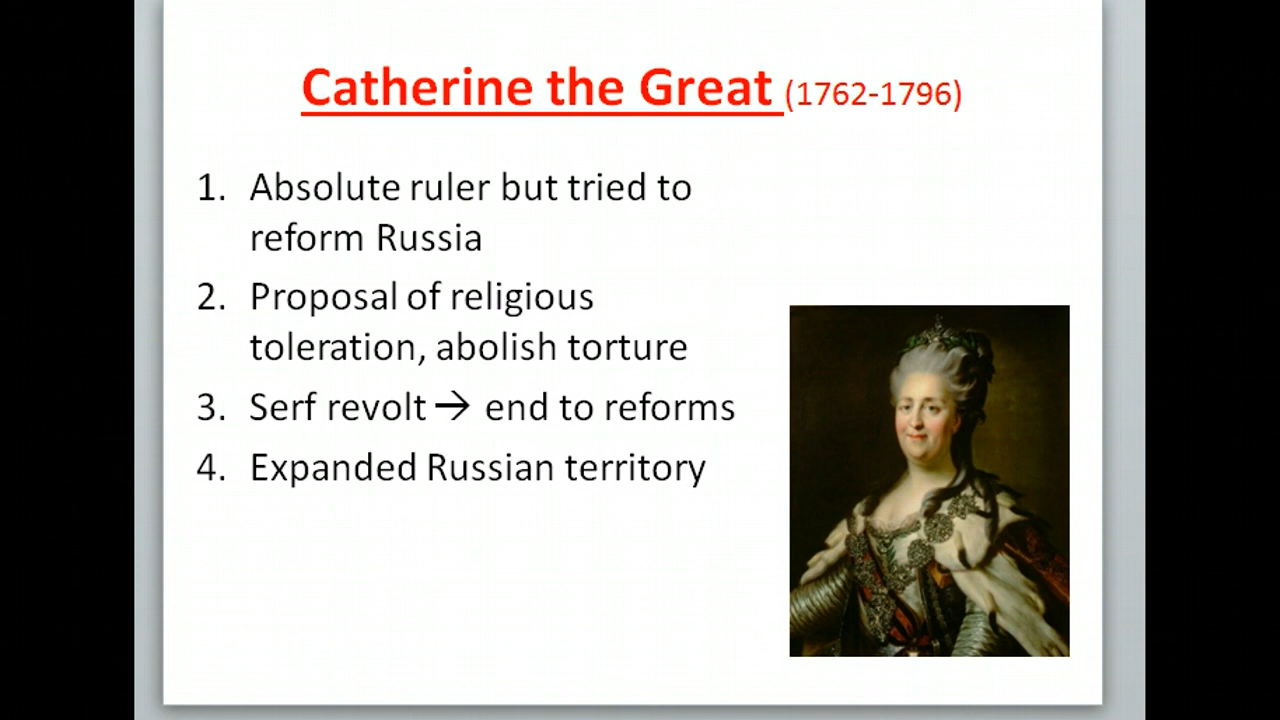 Catherine the Great (1762-1796)
1. Absolute ruler but tried to
reform Russia
2. Proposal of religious
toleration, abolish torture
3. Serf revolt → end to reforms
4. Expanded Russian territory